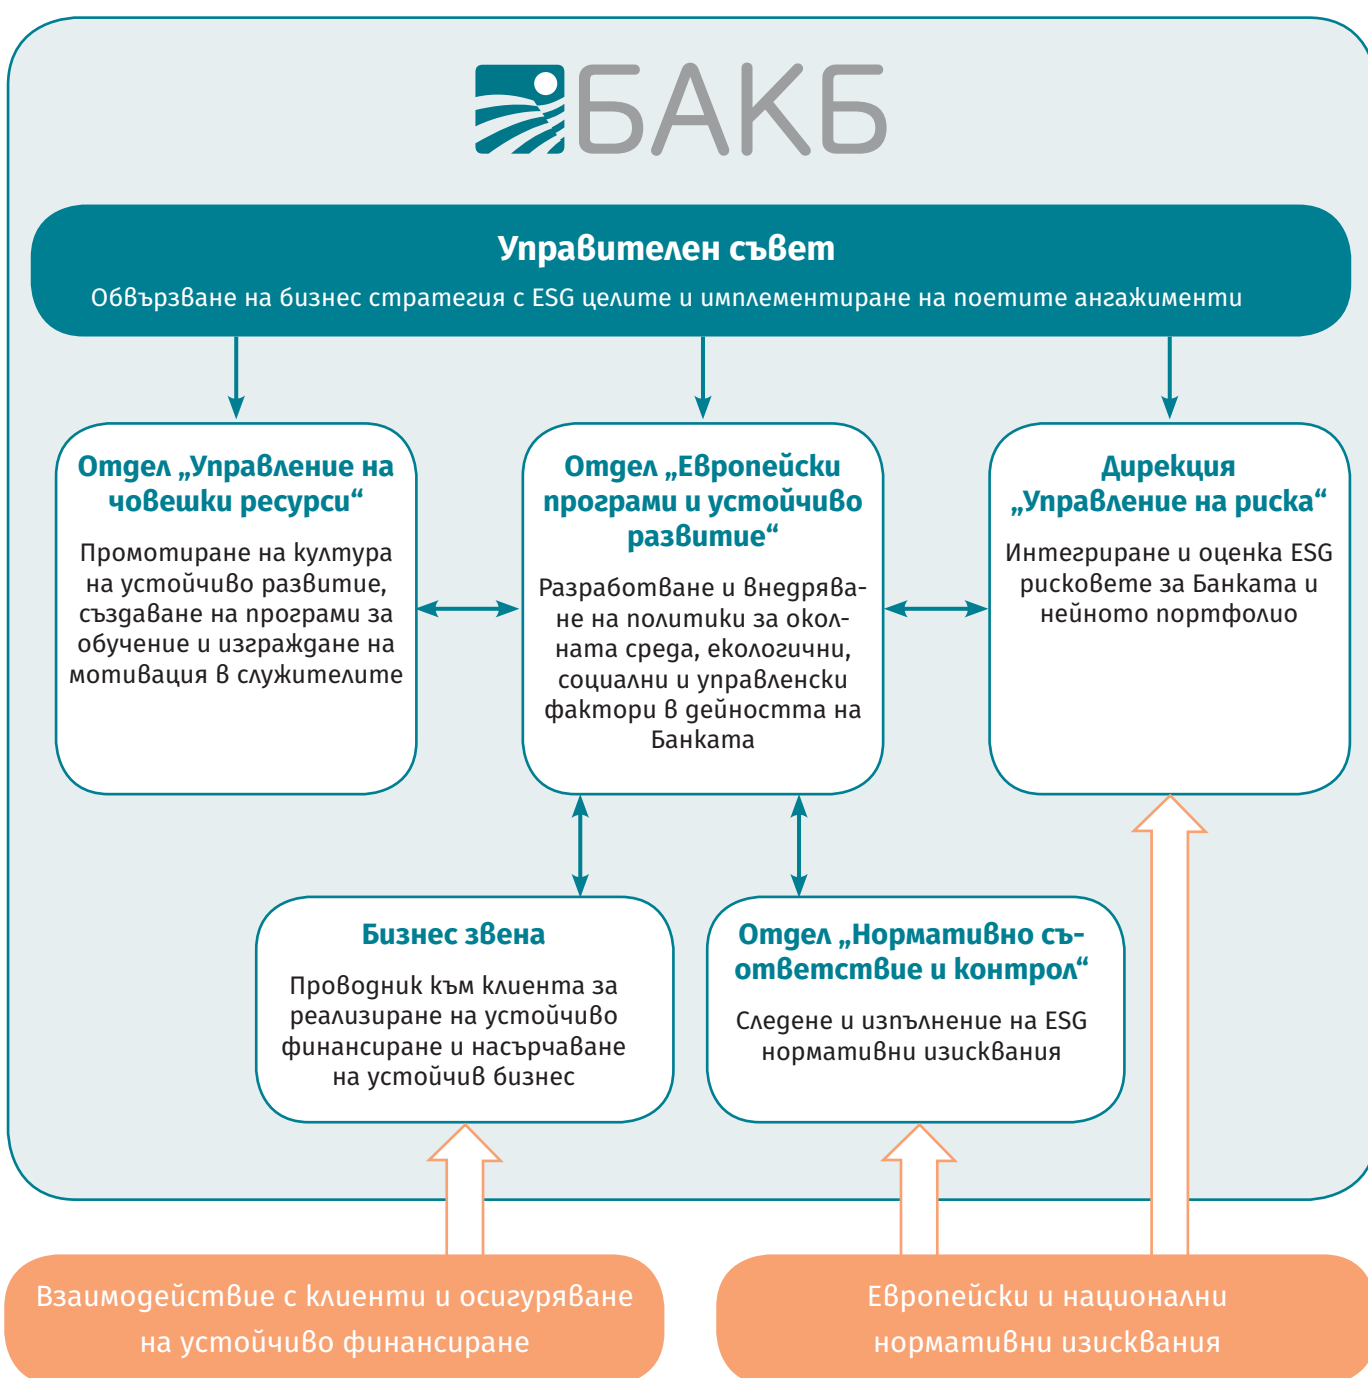 БАКБ
Управителен съвет
Обвързване на бизнес стратегия с ESG целите и имплементиране на поетите ангажименти
Отдел „Управление на
човешки ресурси“
Промотиране на култура
на устойчиво развитие,
създаване на програми за
обучение и изграждане на
мотивация в служителите
Отдел „Европейски
програми и устойчиво
развитие“
Разработване и внедрява-
не на политики за окол-
ната среда, екологични,
социални и управленски
фактори в дейността на
Банката
Дирекция
„Управление на риска“
Интегриране и оценка ESG
рисковете за Банката и
нейното портфолио
Бизнес звена
Проводник към клиента за
реализиране на устойчиво
финансиране и насърчаване
на устойчив бизнес
Отдел „Нормативно съ-
ответствие и контрол“
Следене и изпълнение на ESG
нормативни изисквания
Взаимодействие с клиенти и осигуряване
на устойчиво финансиране
Европейски и национални
нормативни изисквания